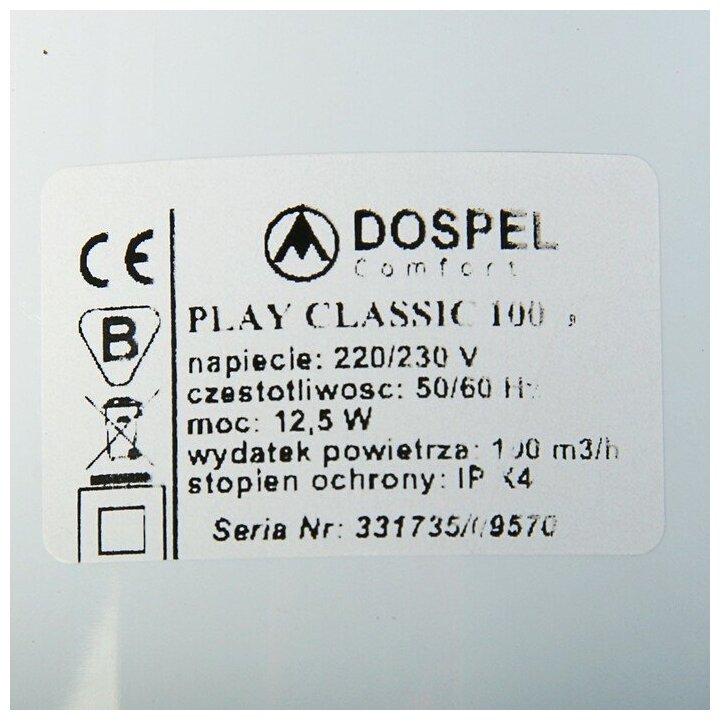 CE
B
DOSPEL
Comfort
PLAY CLASSIC 100
napiecie: 220/230 V
czestotliwosc: 50/60 Hz
moc: 12,5 W
wydatek powietrza: 100 m3/h
stopien ochrony: IP X4
Seria Nr: 331735/09570